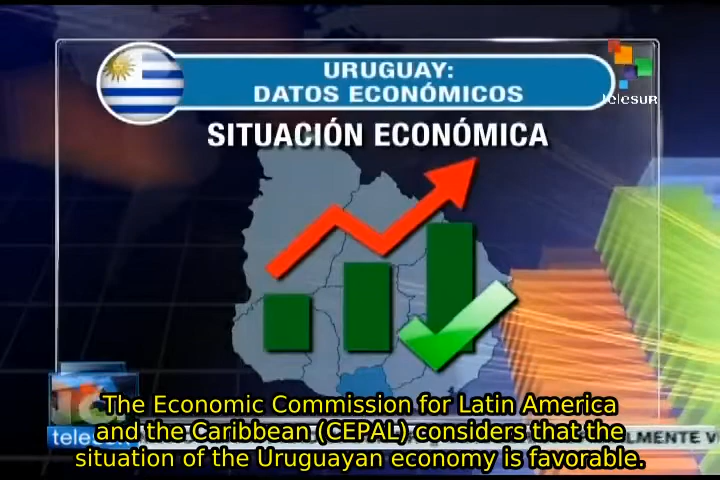 URUGUAY:
DATOS ECONÓMICOS
teleSUR
SITUACIÓN ECONÓMICA
The Economic Commission for Latin America
and the Caribbean (CEPAL) considers that the
situation of the Uruguayan economy is favorable.